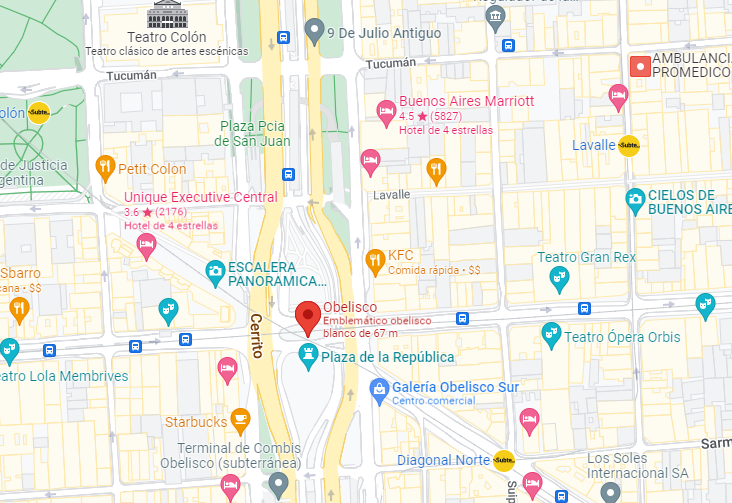 Teatro Colón
Teatro clásico de artes escénicas
9 De Julio Antiguo
Tucumán
Tucumán
AMBULANCI
PROMEDICO
olón
Subte...
Buenos Aires Marriott
4.5 ★ (5827)
Hotel de 4 estrellas
Plaza Pcia
de San Juan
Lavalle
Subte...
de Justicia
gentina
Petit Colon
Lavalle
Unique Executive Central
3.6 ★ (2176)
Hotel de 4 estrellas
CIELOS DE
BUENOS AIRE
KFC
Comida rápida • $$
Teatro Gran Rex
Sbarro
cana • $$
ESCALERA
PANORAMICA...
Obelisco
Emblemático obelisco
blanco de 67 m
Cerrito
Teatro Ópera Orbis
Plaza de la República
eatro Lola Membrives
Galería Obelisco Sur
Centro comercial
Starbucks
Terminal de Combis
Obelisco (subterránea)
Sarm
Diagonal Norte
Subte...
Los Soles
Internacional SA
Suip